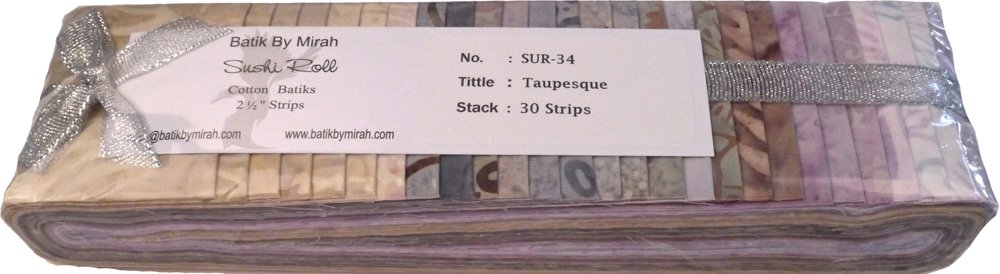 Batik By Mirah
Sushi Roll
Cotton Batiks
2 ½" Strips
@batikbymirah.com
www.batikbymirah.com
No. : SUR-34
Tittle : Taupesque
Stack : 30 Strips